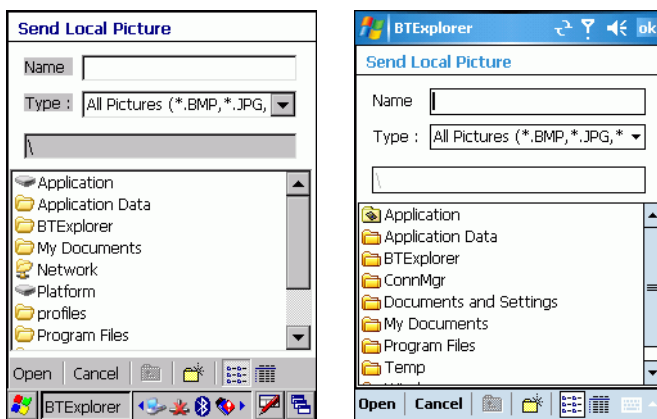 Send Local Picture
Name
Type :
All Pictures (*.BMP,*.JPG,
\
Application
Application Data
BTExplorer
My Documents
Network
Platform
profiles
Program Files
Open
Cancel
BTExplorer
BTExplorer
ok
Send Local Picture
Name
Type :
All Pictures (*.BMP,*.JPG,*
\
Application
Application Data
BTExplorer
ConnMgr
Documents and Settings
My Documents
Program Files
Temp
Open
Cancel